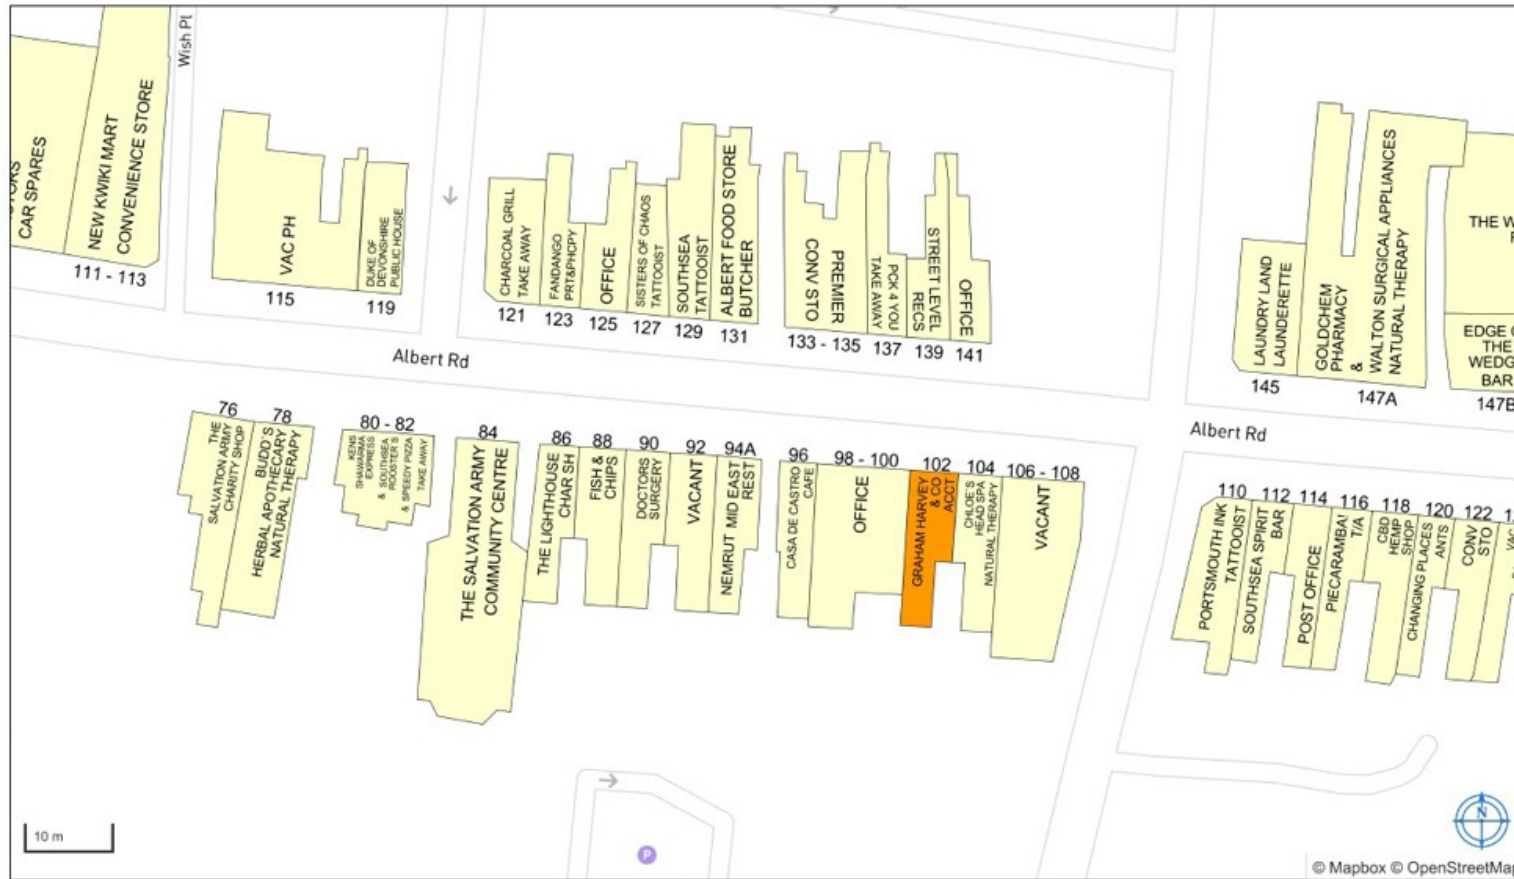 Wish Pl
CAR SPARES
NEW KWIKI MART
CONVENIENCE STORE
111 - 113
VAC PH
115
DUKE OF
DEVONSHIRE
PUBLIC HOUSE
119
CHARCOAL GRILL
TAKE AWAY
121
FANDANGO
PRT&PHCPY
123
OFFICE
125
SISTERS OF CHAOS
TATTOOIST
127
SOUTHSEA
TATTOOIST
129
ALBERT FOOD STORE
BUTCHER
131
PREMIER
CONV STO
133 - 135
PCK 4 YOU
TAKE AWAY
137
STREET LEVEL
RECS
139
OFFICE
141
LAUNDRY LAND
LAUNDERETTE
145
GOLDCHEM
PHARMACY
&
WALTON SURGICAL APPLIANCES
NATURAL THERAPY
147A
THE W
EDGE O
THE
WEDG
BAR
147B
Albert Rd
Albert Rd
76
THE
SALVATION ARMY
CHARITY SHOP
78
BUDD'S
HERBAL APOTHECARY
NATURAL THERAPY
80 - 82
KENS
SHAWARMA
EXPRESS
& SOUTHSEA
ROOSTER'S
& SPEEDY PIZZA
TAKE AWAY
84
THE SALVATION ARMY
COMMUNITY CENTRE
86
THE LIGHTHOUSE
CHAR SH
88
FISH &
CHIPS
90
DOCTORS
SURGERY
92
VACANT
94A
NEMRUT MID EAST
REST
96
CASA DE CASTRO
CAFE
98 - 100
OFFICE
102
GRAHAM HARVEY
& CO
ACCT
104
CHLOE'S
HEAD SPA
NATURAL THERAPY
106 - 108
VACANT
110
PORTSMOUTH INK
TATTOOIST
112
SOUTHSEA SPIRIT
BAR
114
POST OFFICE
116
PIECARAMBA!
T/A
118
CBD
HEMP
SHOP
120
CHANGING PLACES
ANTS
122
CONV
STO
10 m
P
N
© Mapbox © OpenStreetMap